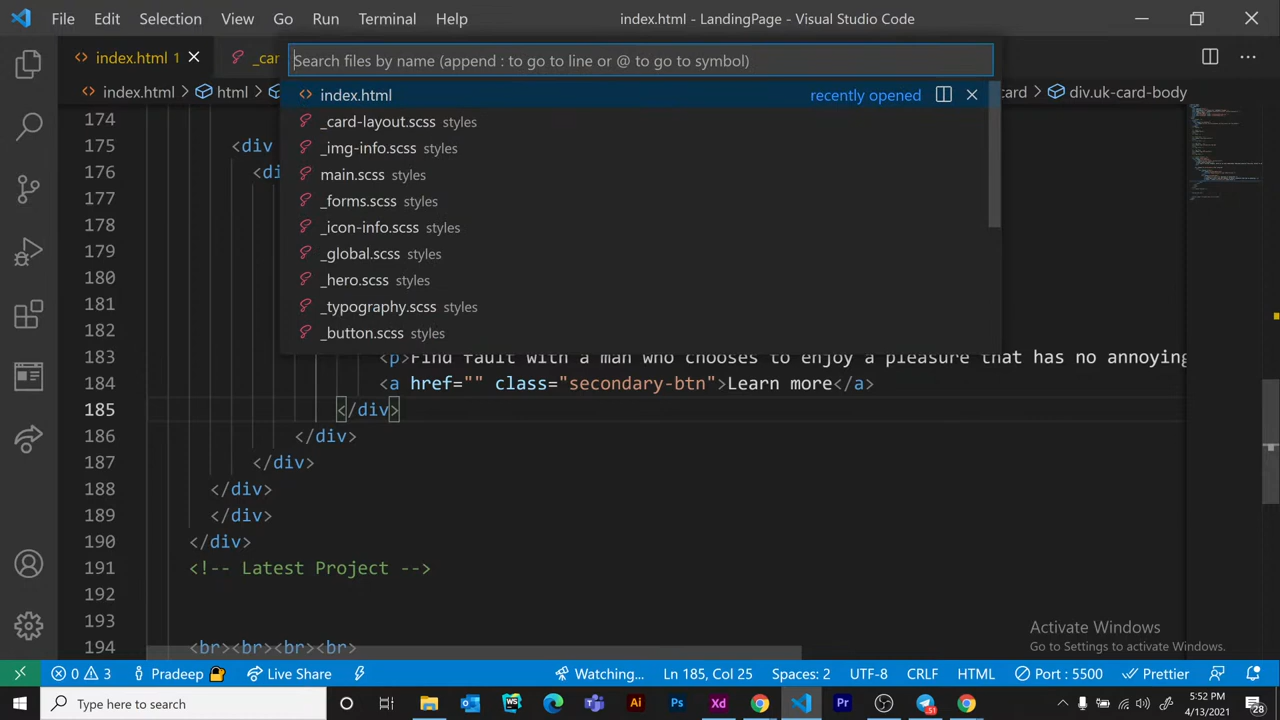 File Edit Selection View Go Run Terminal Help index.html - LandingPage - Visual Studio Code
index.html 1 _car
Search files by name (append : to go to line or @ to go to symbol)
index.html > html > card > div.uk-card-body
index.html recently opened
_card-layout.scss styles
_img-info.scss styles
main.scss styles
_forms.scss styles
_icon-info.scss styles
_global.scss styles
_hero.scss styles
_typography.scss styles
_button.scss styles
174
175 <div
176 <di
177
178
179
180
181
182
183 <p>Find fault with a man who chooses to enjoy a pleasure that has no annoying
184 <a href="" class="secondary-btn">Learn more</a>
185 </div>
186 </div>
187 </div>
188 </div>
189 </div>
190 </div>
191 <!-- Latest Project -->
192
193
194 <br><br><br><br>
Activate Windows
Go to Settings to activate Windows.
0 3 Pradeep Live Share Watching... Ln 185, Col 25 Spaces: 2 UTF-8 CRLF HTML Port : 5500 Prettier
Type here to search
Ai Ps Xd Pr 51
5:52 PM
4/13/2021
28